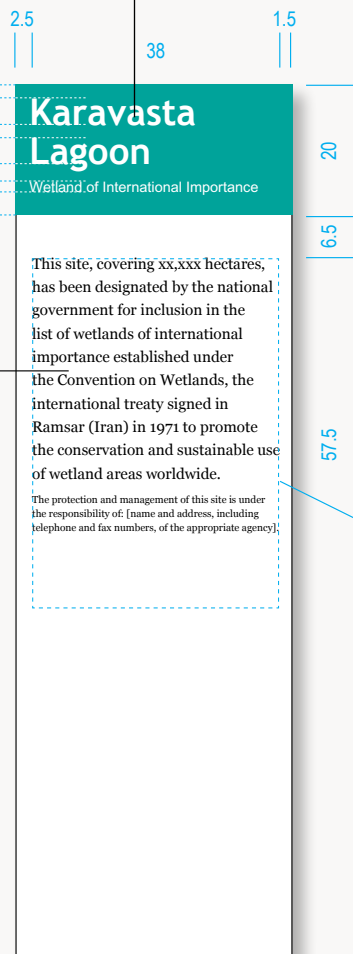 2.5
1.5
38
Karavasta
Lagoon
Wetland of International Importance
20
6.5
This site, covering xx,xxx hectares,
has been designated by the national
government for inclusion in the
list of wetlands of international
importance established under
the Convention on Wetlands, the
international treaty signed in
Ramsar (Iran) in 1971 to promote
the conservation and sustainable use
of wetland areas worldwide.
57.5
The protection and management of this site is under
the responsibility of: [name and address, including
telephone and fax numbers, of the appropriate agency].